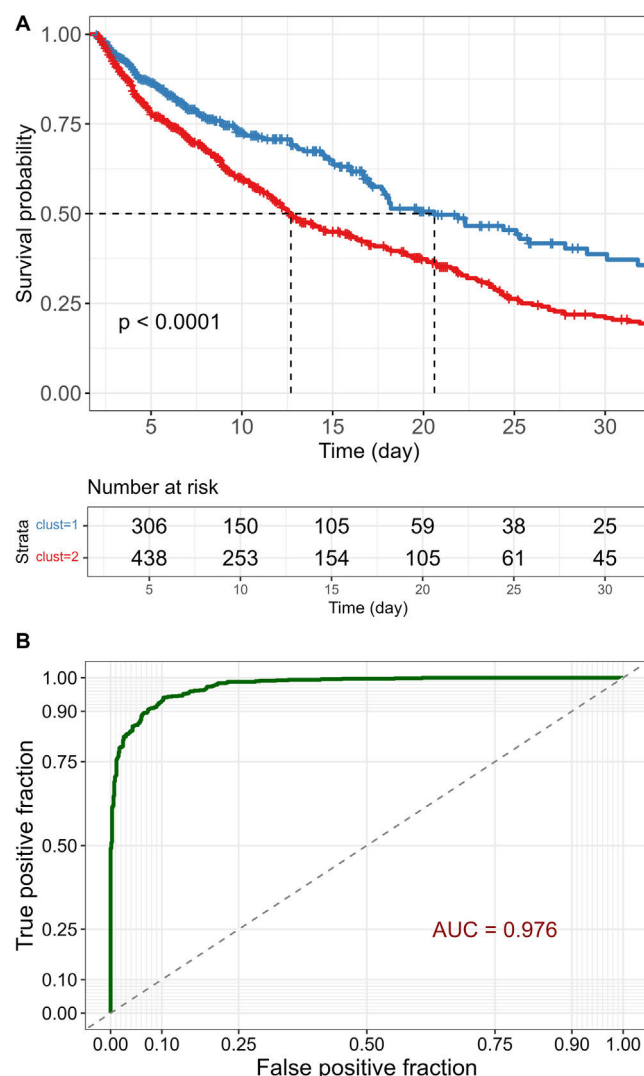 A
1.00
0.75
0.50
0.25
0.00
Survival probability
p < 0.0001
5 10 15 20 25 30
Time (day)
Number at risk
Strata
clust=1 306 150 105 59 38 25
clust=2 438 253 154 105 61 45
5 10 15 20 25 30
Time (day)
B
1.00
0.90
0.75
0.50
0.25
0.10
0.00
True positive fraction
AUC = 0.976
0.00 0.10 0.25 0.50 0.75 0.90 1.00
False positive fraction